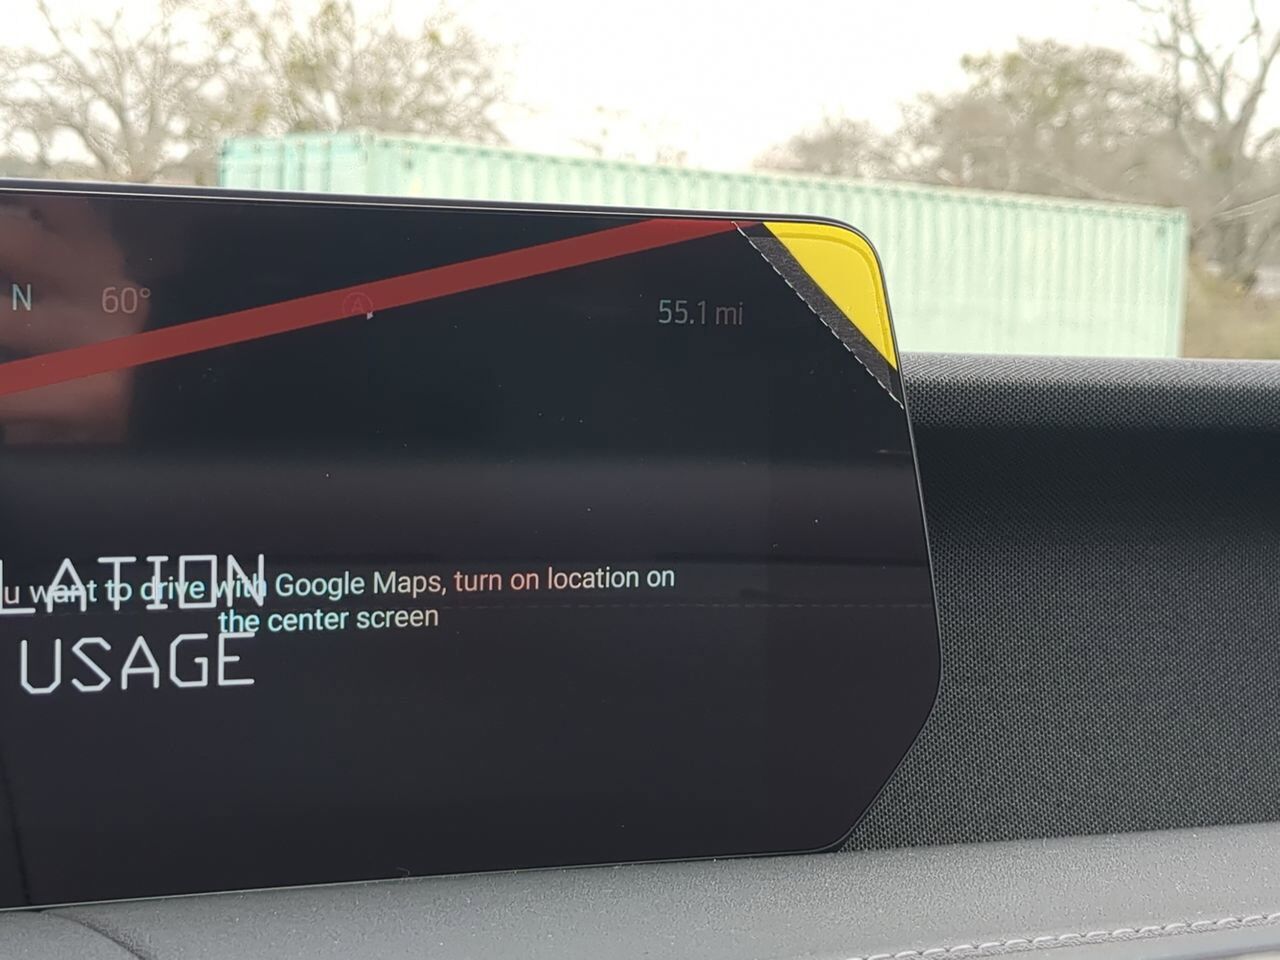 N 60° 55.1 mi
LATION
u want to drive with Google Maps, turn on location on
the center screen
USAGE